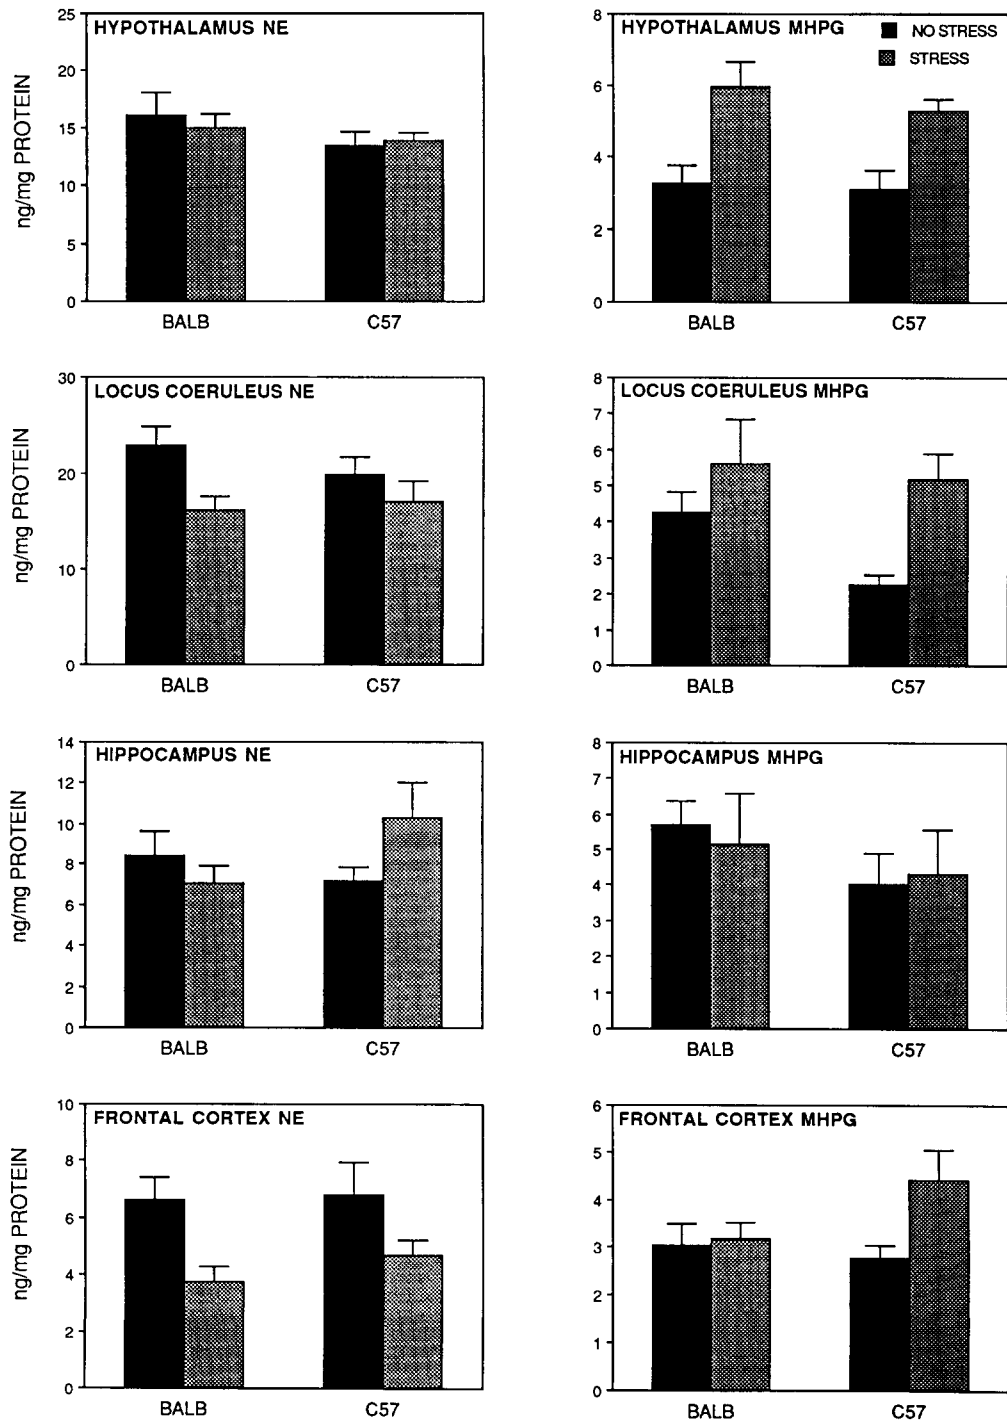 HYPOTHALAMUS NE
25
20
15
10
5
0
ng/mg PROTEIN
BALB C57
HYPOTHALAMUS MHPG
NO STRESS
STRESS
8
6
4
2
0
BALB C57
LOCUS COERULEUS NE
30
20
10
0
ng/mg PROTEIN
BALB C57
LOCUS COERULEUS MHPG
8
7
6
5
4
3
2
1
0
BALB C57
HIPPOCAMPUS NE
14
12
10
8
6
4
2
0
ng/mg PROTEIN
BALB C57
HIPPOCAMPUS MHPG
8
7
6
5
4
3
2
1
0
BALB C57
FRONTAL CORTEX NE
10
8
6
4
2
0
ng/mg PROTEIN
BALB C57
FRONTAL CORTEX MHPG
6
5
4
3
2
1
0
BALB C57